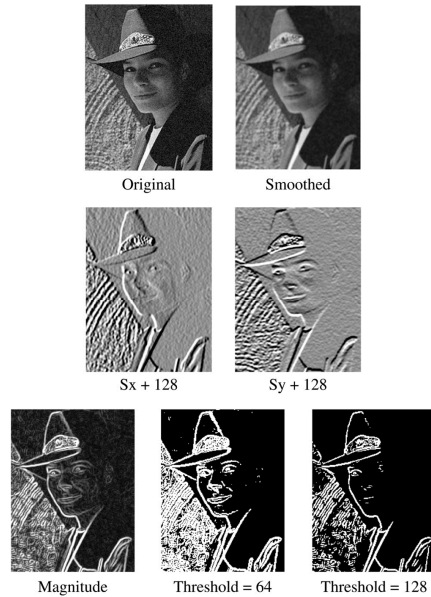 Original
Smoothed
Sx + 128
Sy + 128
Magnitude
Threshold = 64
Threshold = 128